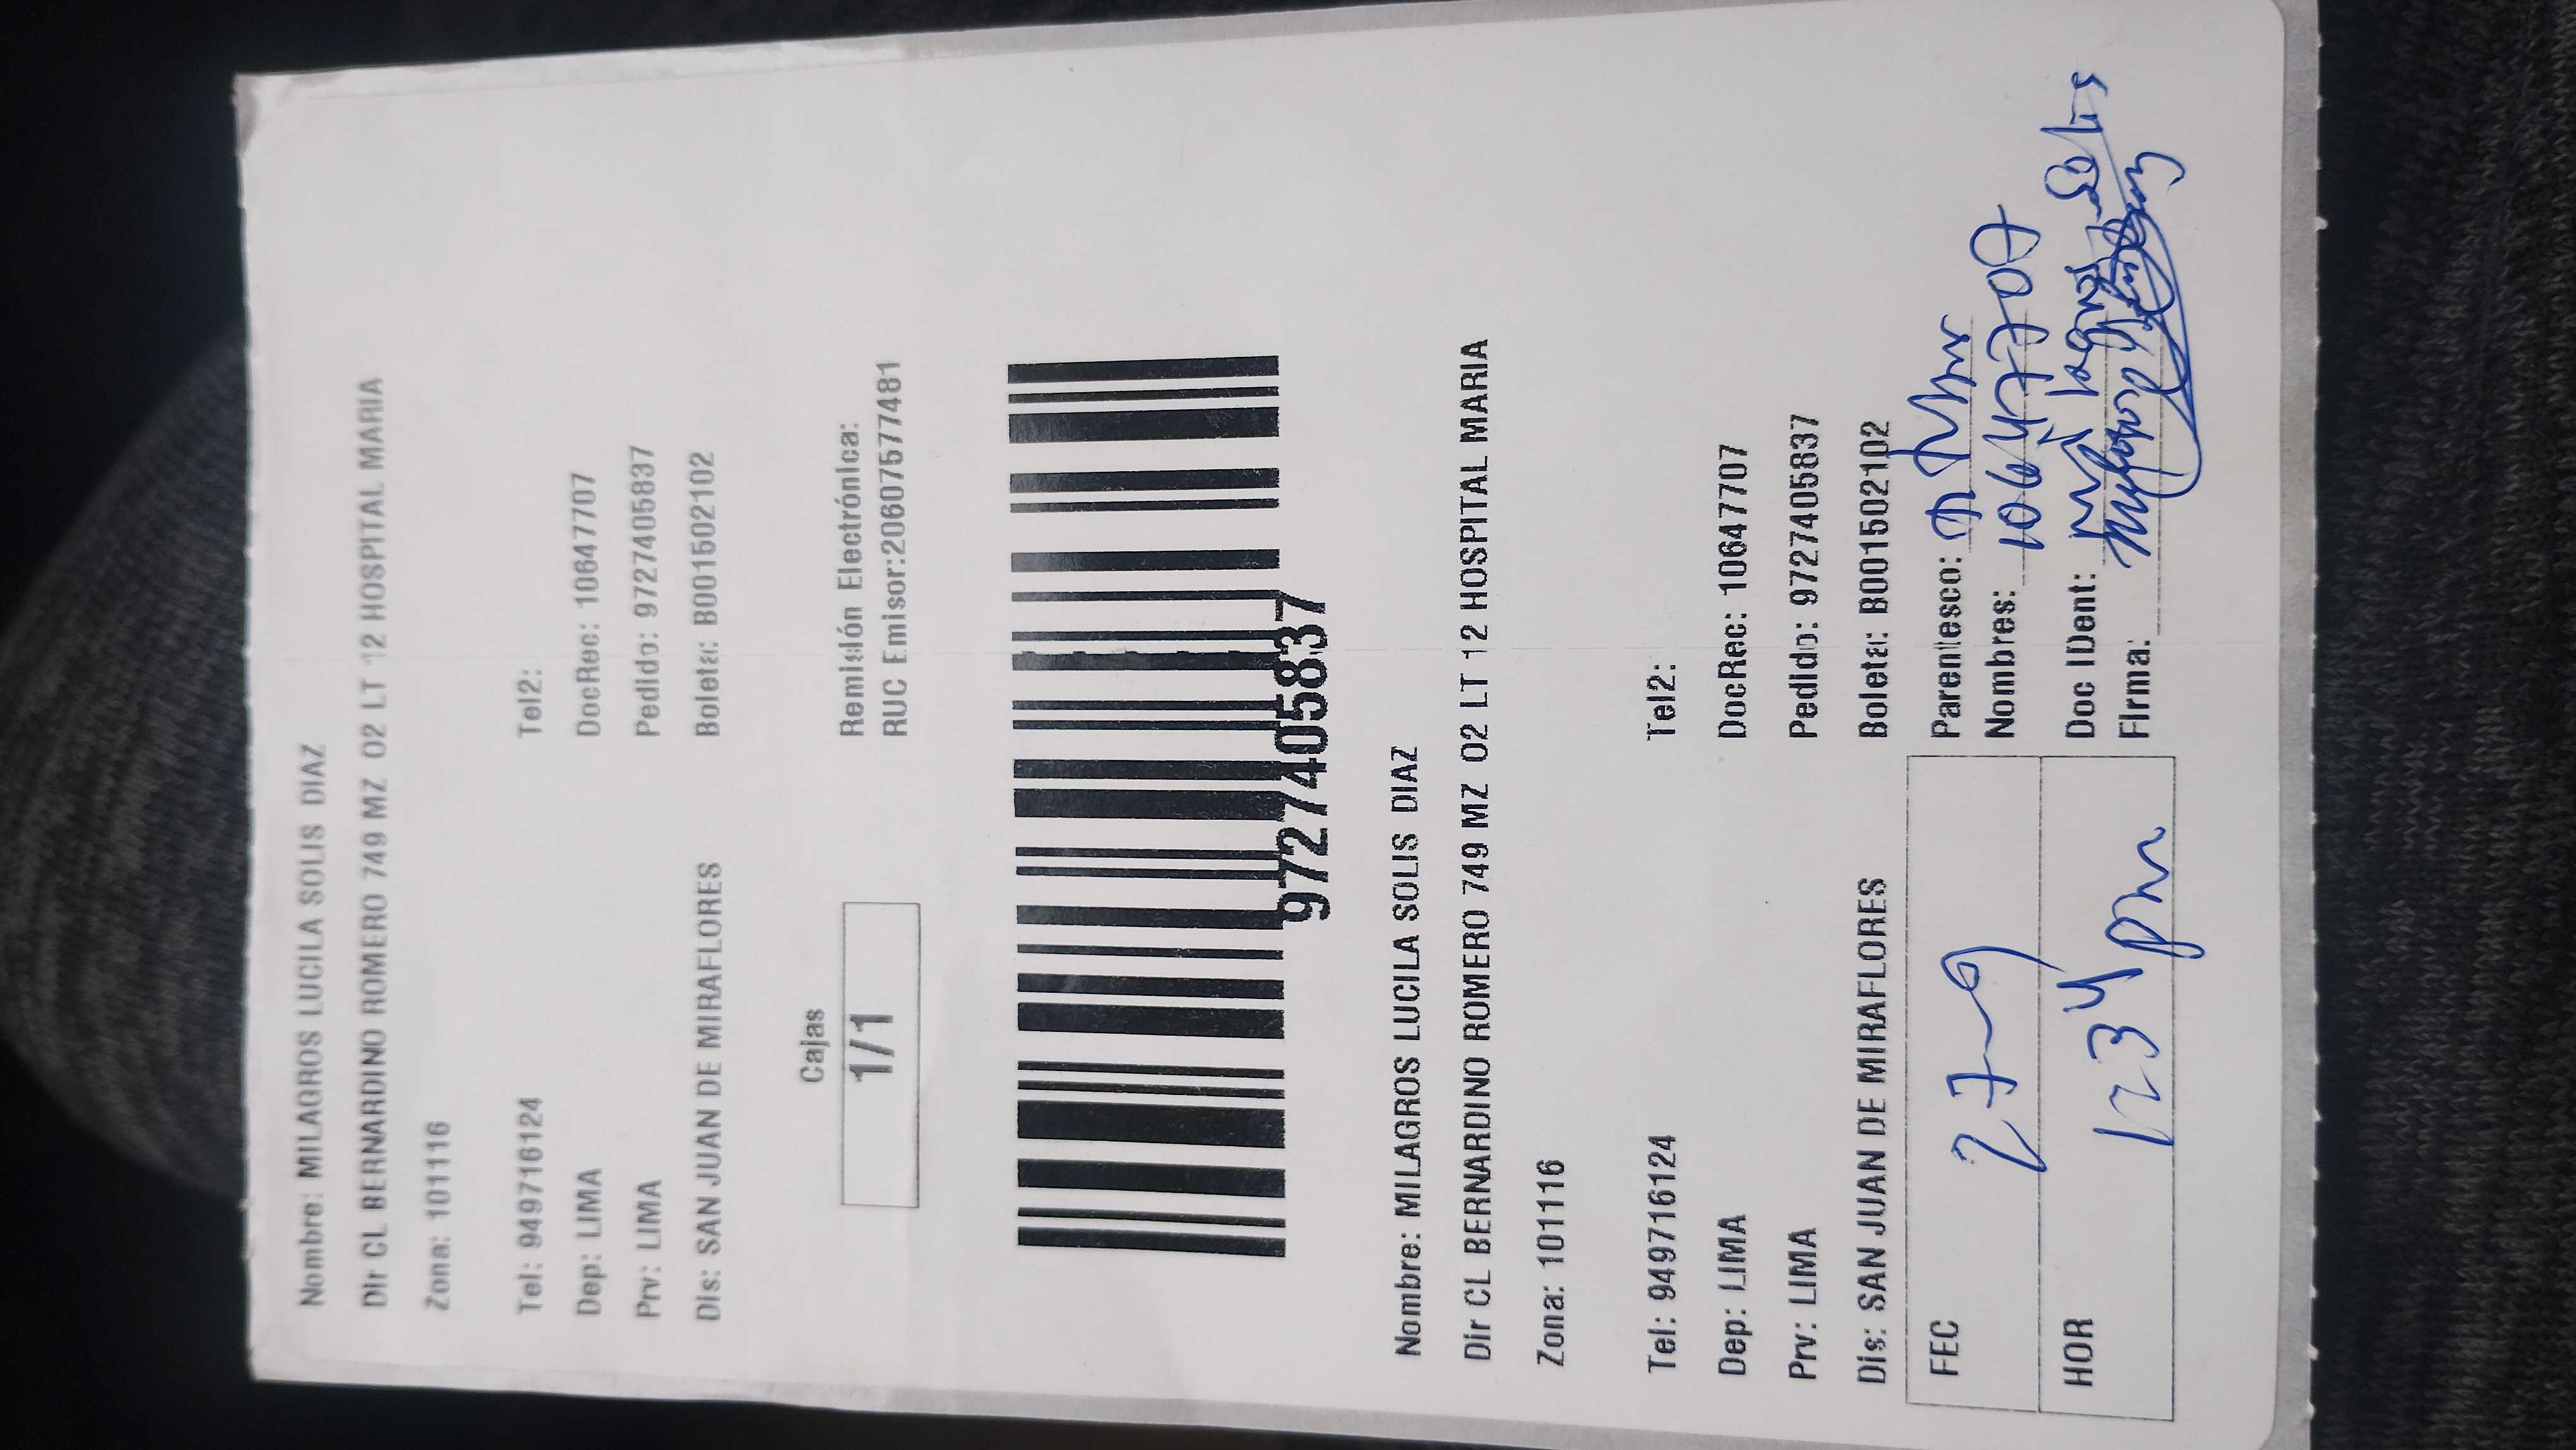 Nombre: MILAGROS LUCILA SOLIS DIAZ
Dir CL BERNARDINO ROMERO 749 MZ O2 LT 12 HOSPITAL MARIA
Zona: 101116
Tel: 949716124 Tel2:
Dep: LIMA DocRec: 10647707
Prv: LIMA Pedido: 9727405837
Dis: SAN JUAN DE MIRAFLORES Boleta: B001502102
Cajas
1/1
Remisión Electrónica:
RUC Emisor:20607577481
9727405837
Nombre: MILAGROS LUCILA SOLIS DIAZ
Dir CL BERNARDINO ROMERO 749 MZ O2 LT 12 HOSPITAL MARIA
Zona: 101116
Tel: 949716124 Tel2:
Dep: LIMA DocRec: 10647707
Prv: LIMA Pedido: 9727405837
Dis: SAN JUAN DE MIRAFLORES Boleta: B001502102
FEC 27-9 Parentesco:
Nombres: 10647707
HOR 1234 pm Doc IDent: Milagros Solis
Firma: